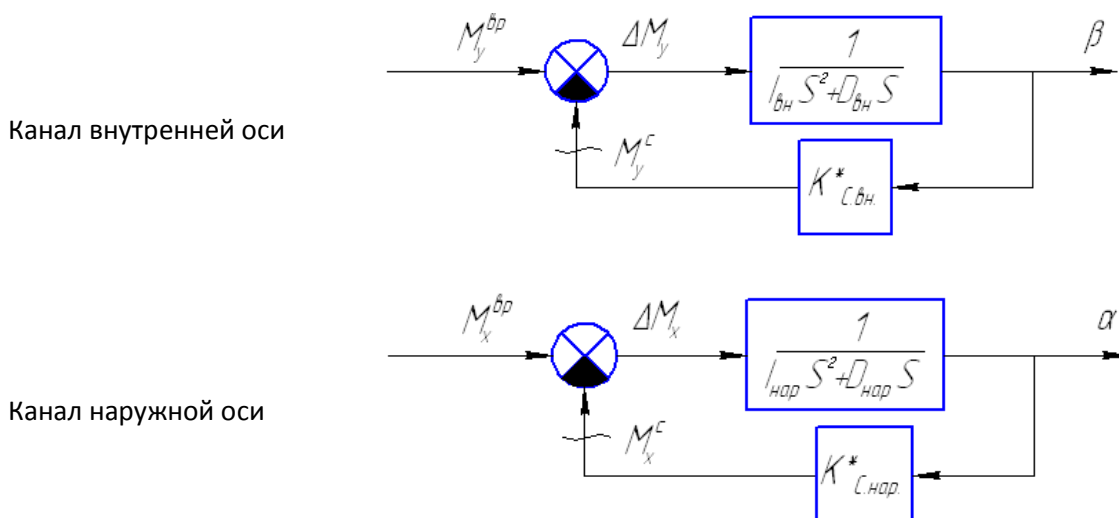 M_y^вр
ΔM_y
1
I_вн S²+D_вн S
β
Канал внутренней оси
M_y^c
K*_С.вн.
M_x^вр
ΔM_x
1
I_нар S²+D_нар S
α
Канал наружной оси
M_x^c
K*_С.нар.